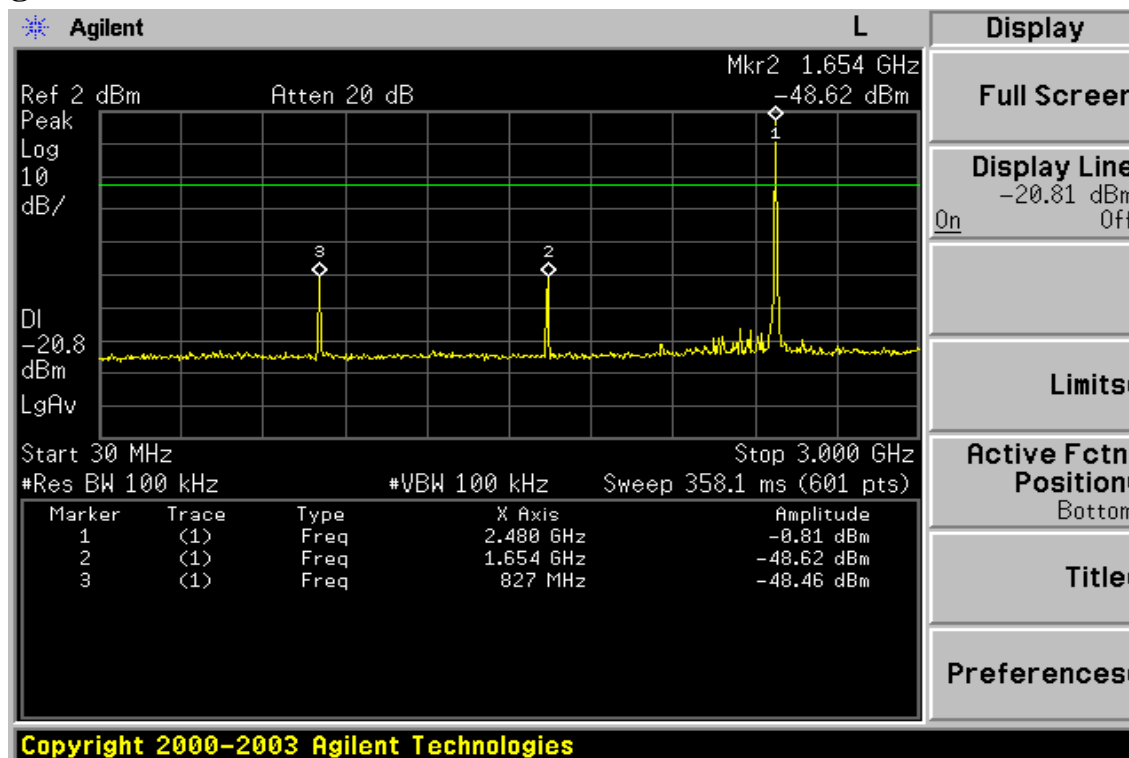 Agilent L Display
Mkr2 1.654 GHz
Ref 2 dBm Atten 20 dB -48.62 dBm
Peak
Log
10
dB/
1
3
2
DI
-20.8
dBm
LgAv
Start 30 MHz Stop 3.000 GHz
#Res BW 100 kHz #VBW 100 kHz Sweep 358.1 ms (601 pts)
Marker Trace Type X Axis Amplitude
1 (1) Freq 2.480 GHz -0.81 dBm
2 (1) Freq 1.654 GHz -48.62 dBm
3 (1) Freq 827 MHz -48.46 dBm
Full Screen
Display Line
-20.81 dBm
On Off
Limits
Active Fctn
Position
Bottom
Title
Preferences
Copyright 2000-2003 Agilent Technologies